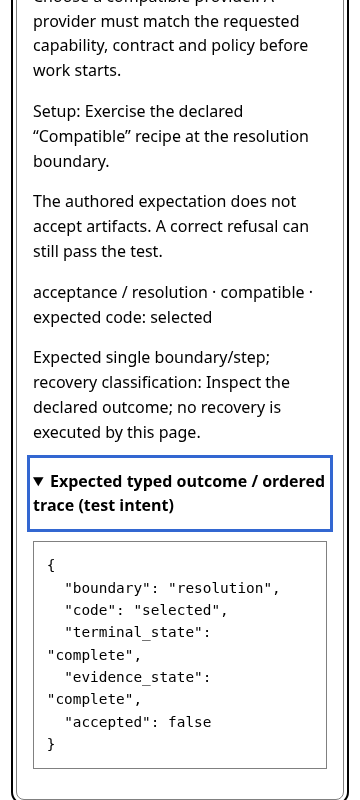 Choose a compatible provider. A
provider must match the requested
capability, contract and policy before
work starts.
Setup: Exercise the declared
“Compatible” recipe at the resolution
boundary.
The authored expectation does not
accept artifacts. A correct refusal can
still pass the test.
acceptance / resolution · compatible ·
expected code: selected
Expected single boundary/step;
recovery classification: Inspect the
declared outcome; no recovery is
executed by this page.
▼ Expected typed outcome / ordered
trace (test intent)
{
  "boundary": "resolution",
  "code": "selected",
  "terminal_state":
"complete",
  "evidence_state":
"complete",
  "accepted": false
}